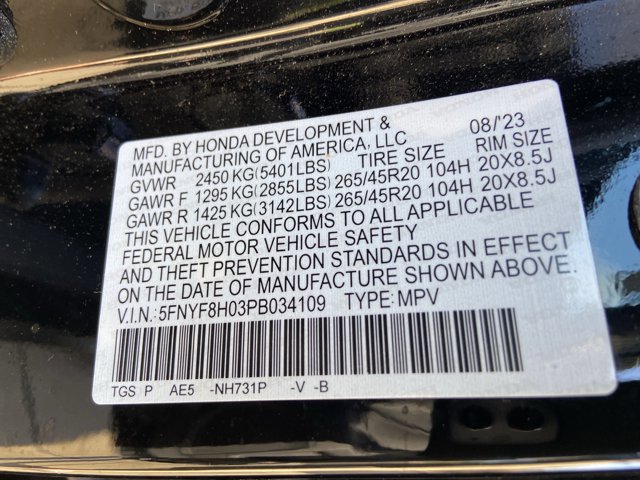 MFD. BY HONDA DEVELOPMENT & 08/'23
MANUFACTURING OF AMERICA, LLC
TIRE SIZE RIM SIZE
GVWR 2450 KG(5401LBS)
GAWR F 1295 KG(2855LBS) 265/45R20 104H 20X8.5J
GAWR R 1425 KG(3142LBS) 265/45R20 104H 20X8.5J
THIS VEHICLE CONFORMS TO ALL APPLICABLE
FEDERAL MOTOR VEHICLE SAFETY
AND THEFT PREVENTION STANDARDS IN EFFECT
ON THE DATE OF MANUFACTURE SHOWN ABOVE.
V.I.N.: 5FNYF8H03PB034109 TYPE: MPV
TGS P AE5 -NH731P -V -B